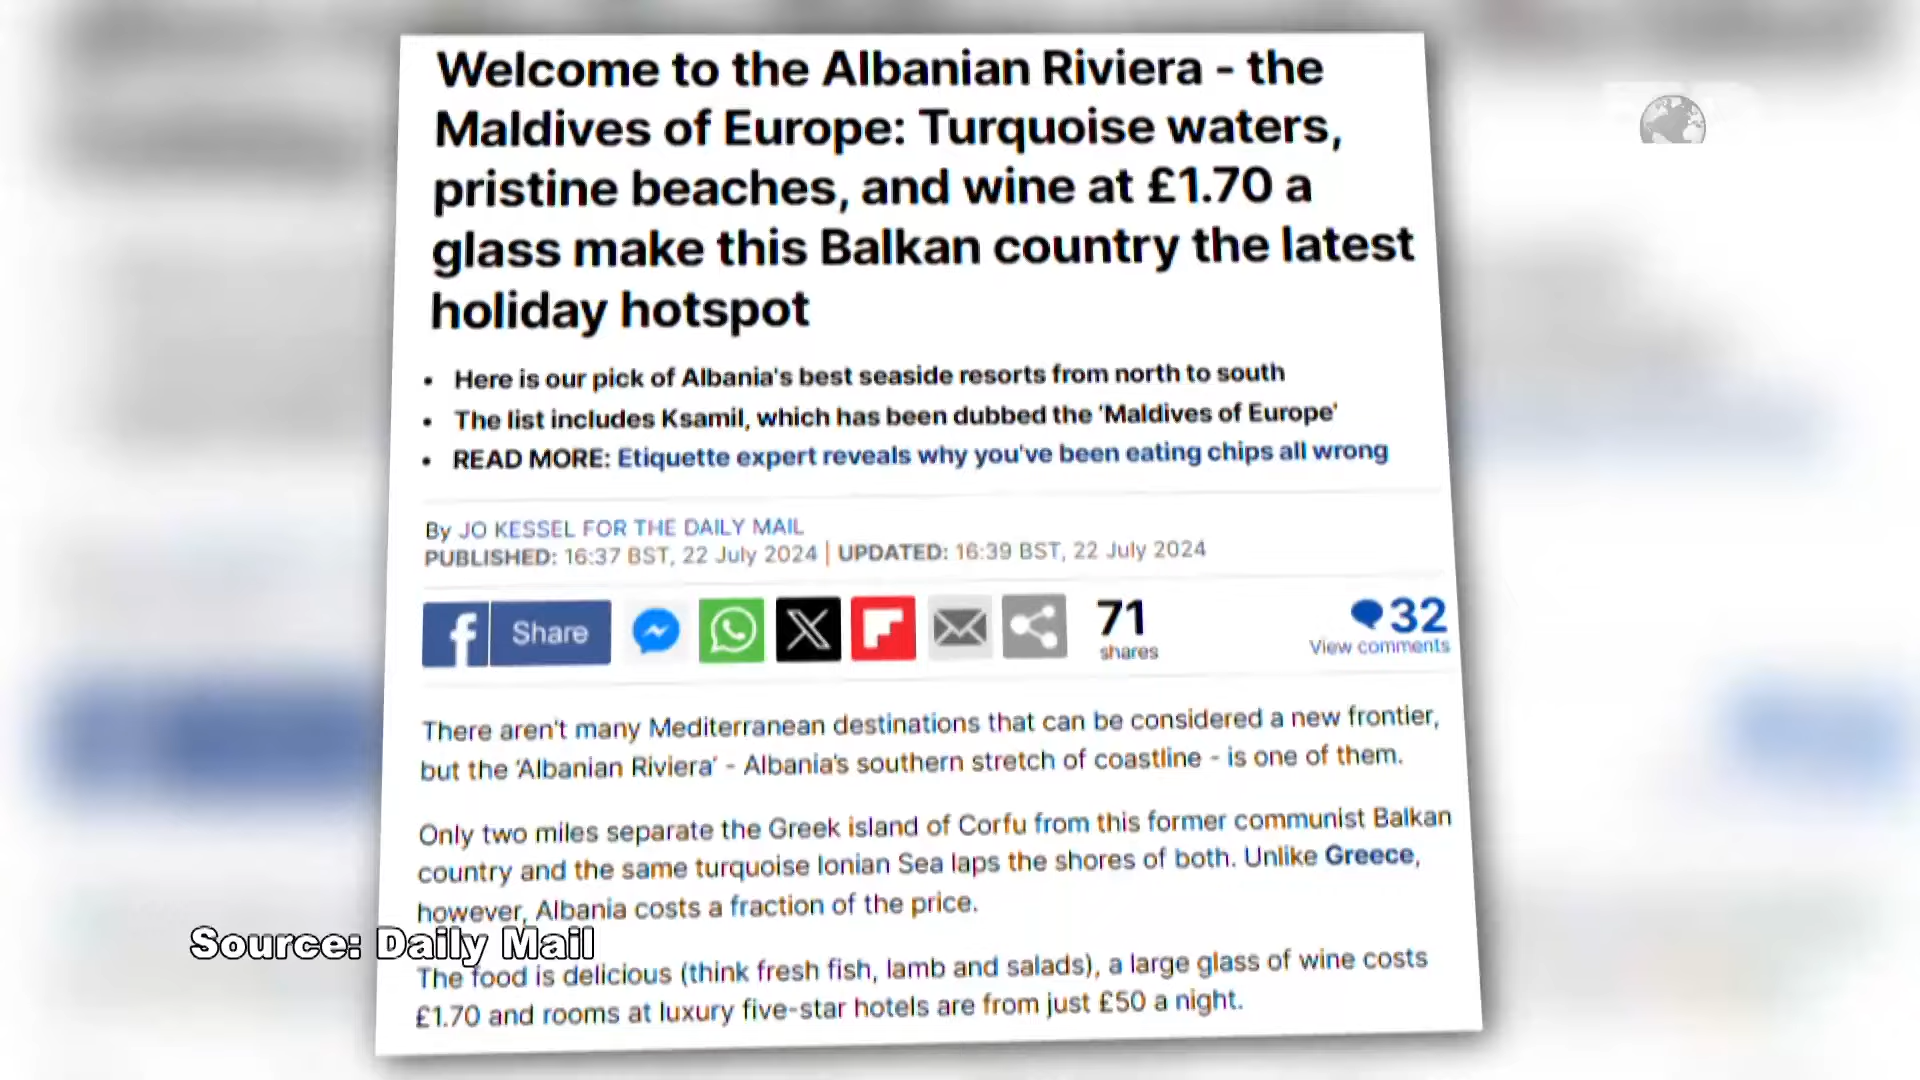 Welcome to the Albanian Riviera - the
Maldives of Europe: Turquoise waters,
pristine beaches, and wine at £1.70 a
glass make this Balkan country the latest
holiday hotspot
• Here is our pick of Albania's best seaside resorts from north to south
• The list includes Ksamil, which has been dubbed the 'Maldives of Europe'
• READ MORE: Etiquette expert reveals why you've been eating chips all wrong
By JO KESSEL FOR THE DAILY MAIL
PUBLISHED: 16:37 BST, 22 July 2024 | UPDATED: 16:39 BST, 22 July 2024
Share
71
shares
32
View comments
There aren't many Mediterranean destinations that can be considered a new frontier,
but the 'Albanian Riviera' - Albania's southern stretch of coastline - is one of them.
Only two miles separate the Greek island of Corfu from this former communist Balkan
country and the same turquoise Ionian Sea laps the shores of both. Unlike Greece,
however, Albania costs a fraction of the price.
Source: Daily Mail
The food is delicious (think fresh fish, lamb and salads), a large glass of wine costs
£1.70 and rooms at luxury five-star hotels are from just £50 a night.